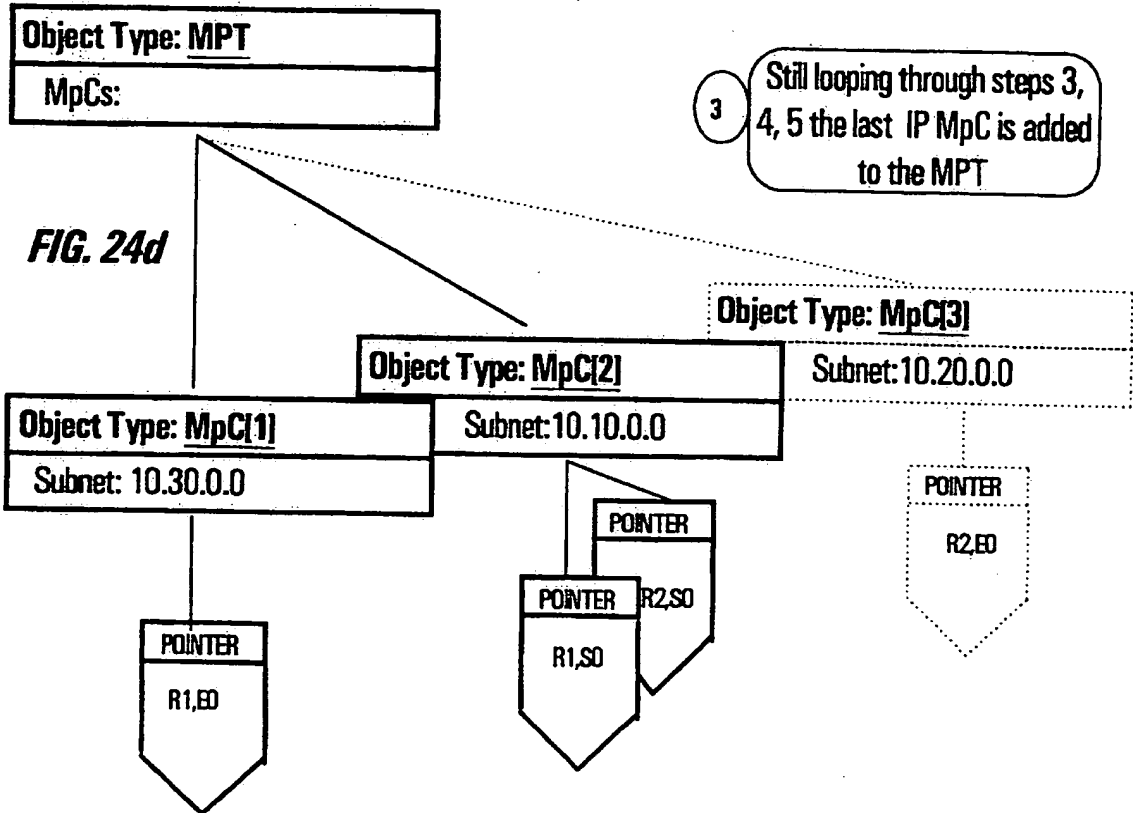 Object Type: MPT
MpCs:
3
Still looping through steps 3,
4, 5 the last IP MpC is added
to the MPT
FIG. 24d
Object Type: MpC[3]
Subnet:10.20.0.0
Object Type: MpC[2]
Subnet:10.10.0.0
Object Type: MpC[1]
Subnet: 10.30.0.0
POINTER
R2,E0
POINTER
R2,S0
POINTER
R1,S0
POINTER
R1,E0